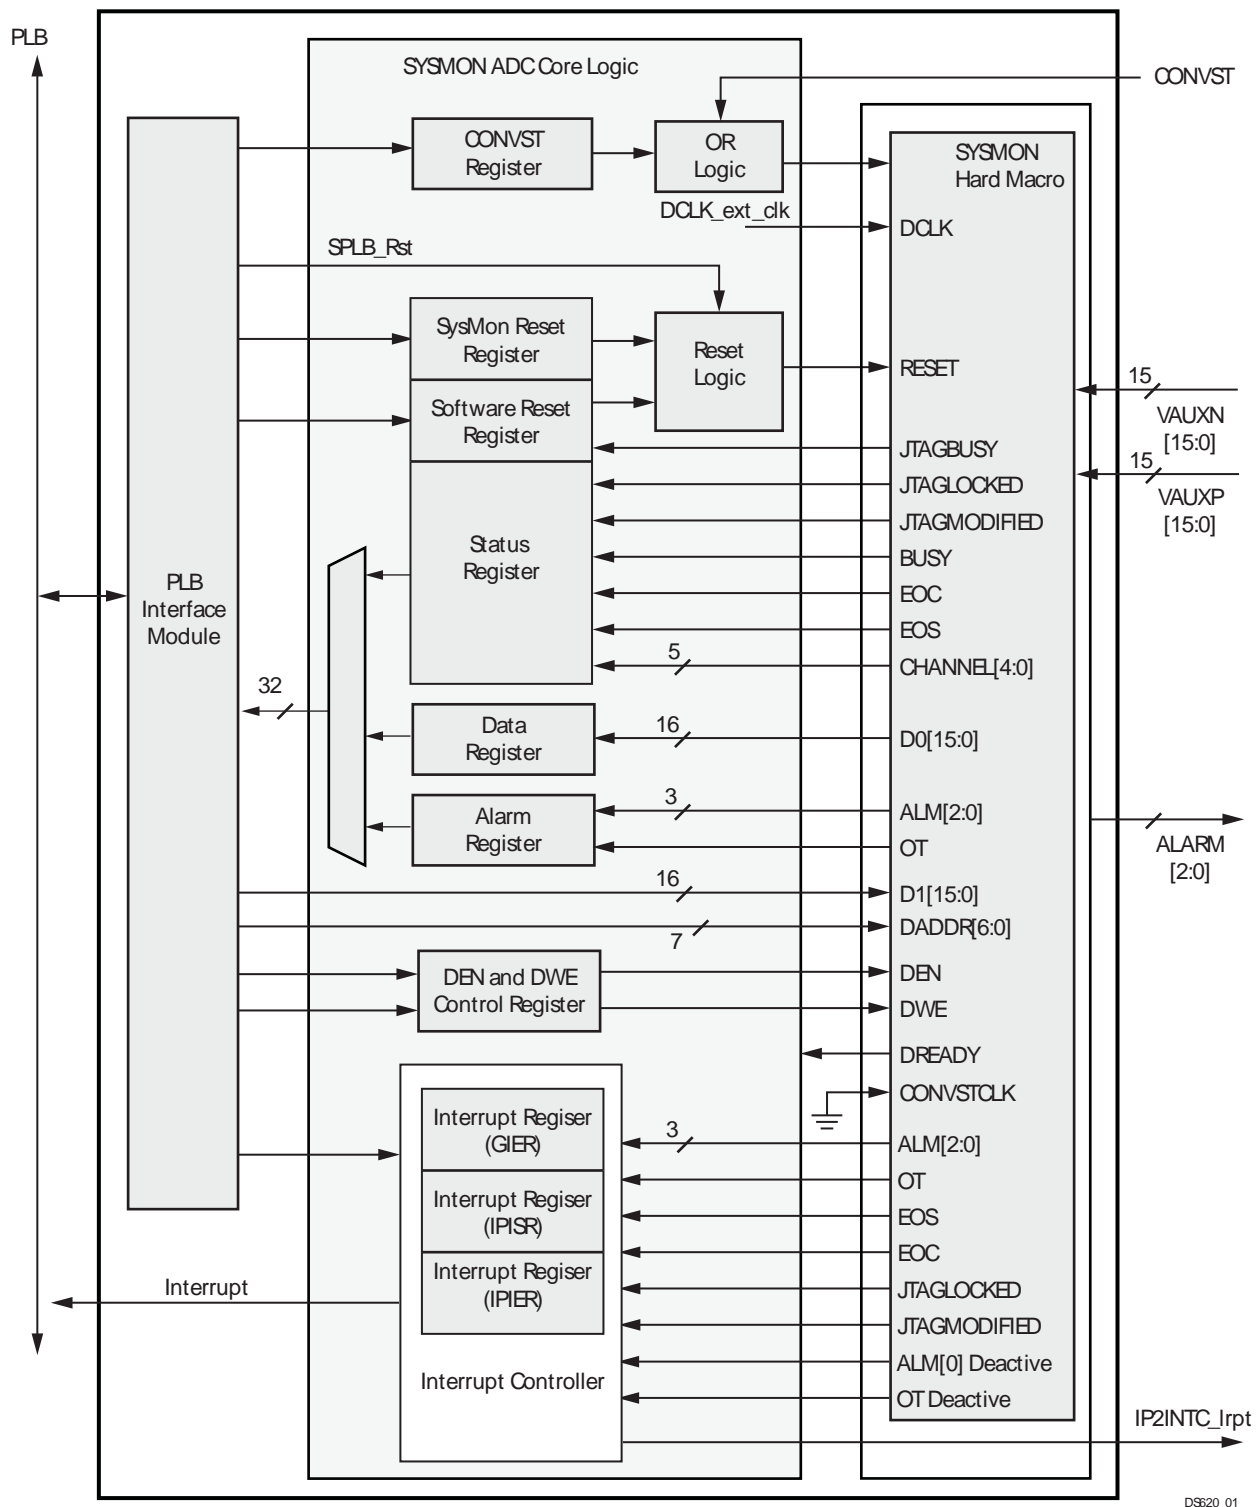 PLB
SYSMON ADC Core Logic
CONVST
CONVST
Register
OR
Logic
SYSMON
Hard Macro
DCLK_ext_clk
DCLK
SPLB_Rst
SysMon Reset
Register
Reset
Logic
RESET
15
VAUXN
[15:0]
Software Reset
Register
JTAGBUSY
15
VAUXP
[15:0]
JTAGLOCKED
JTAGMODIFIED
Status
Register
BUSY
PLB
Interface
Module
EOC
EOS
5
CHANNEL[4:0]
32
Data
Register
16
D0[15:0]
Alarm
Register
3
ALM[2:0]
OT
ALARM
[2:0]
16
D1[15:0]
7
DADDR[6:0]
DEN and DWE
Control Register
DEN
DWE
DREADY
CONVSTCLK
Interrupt Regiser
(GIER)
3
ALM[2:0]
OT
Interrupt Regiser
(IPISR)
EOS
EOC
Interrupt Regiser
(IPIER)
Interrupt
JTAGLOCKED
JTAGMODIFIED
ALM[0] Deactive
Interrupt Controller
OT Deactive
IP2INTC_Irpt
DS620_01